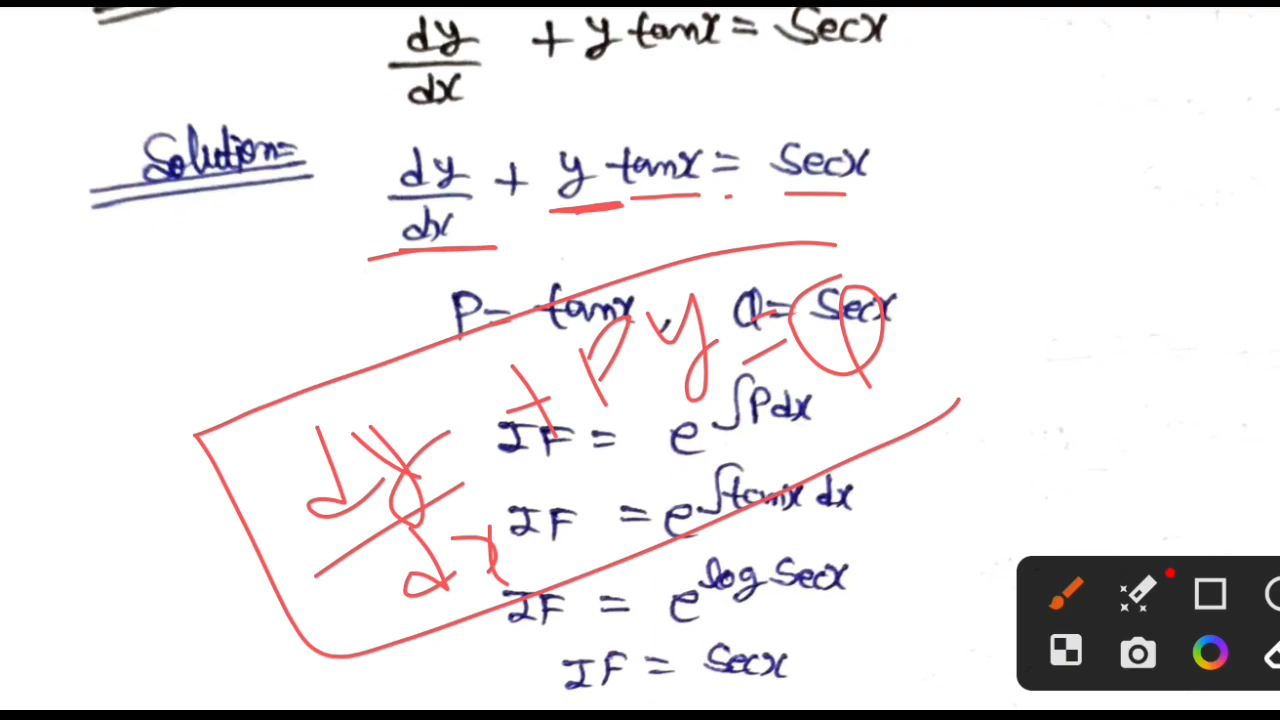 dy/dx + y tanx = Secx
Solution= dy/dx + y tanx = Secx
P= tanx, Q= Secx
dy/dx + Py = Q
IF = e^∫Pdx
IF = e^∫tanx dx
IF = e^log Secx
IF = Secx